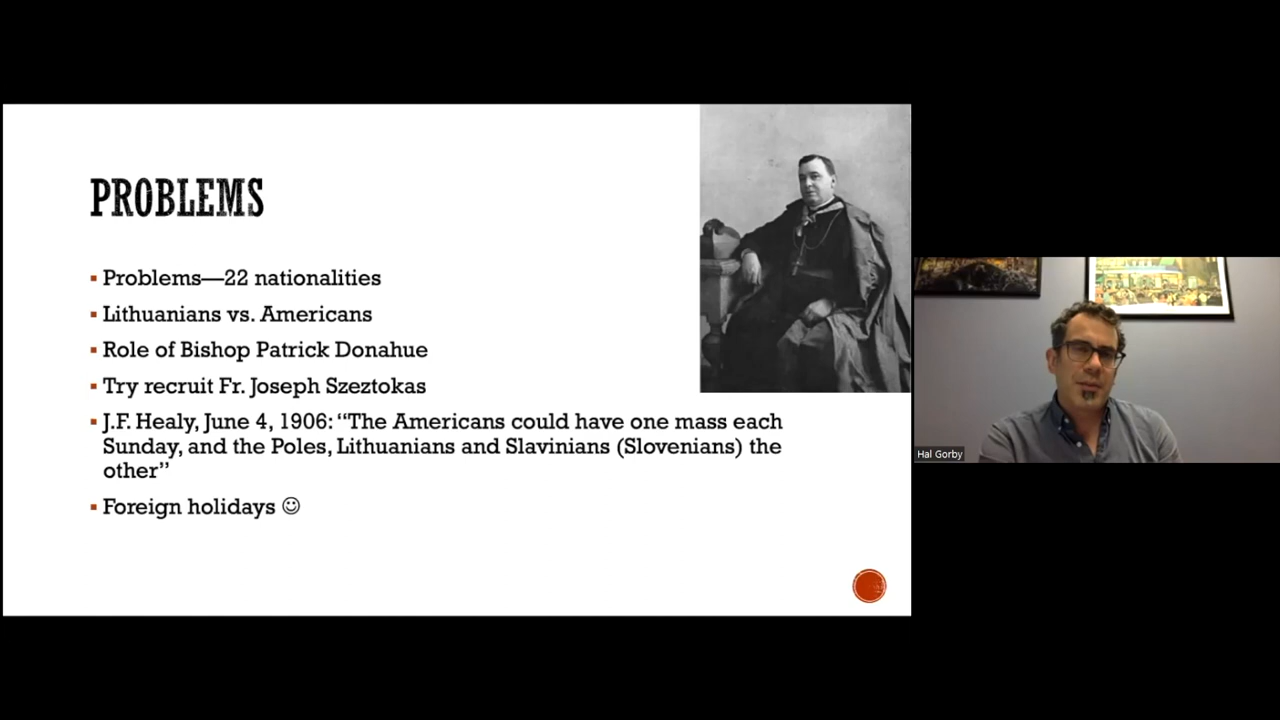 PROBLEMS
▪ Problems—22 nationalities
▪ Lithuanians vs. Americans
▪ Role of Bishop Patrick Donahue
▪ Try recruit Fr. Joseph Szeztokas
▪ J.F. Healy, June 4, 1906: “The Americans could have one mass each
Sunday, and the Poles, Lithuanians and Slavinians (Slovenians) the
other”
▪ Foreign holidays ☺
Hal Gorby